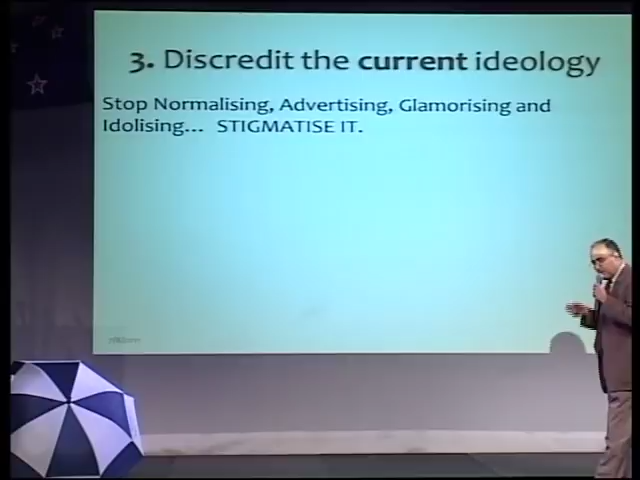 3. Discredit the current ideology
Stop Normalising, Advertising, Glamorising and
Idolising... STIGMATISE IT.